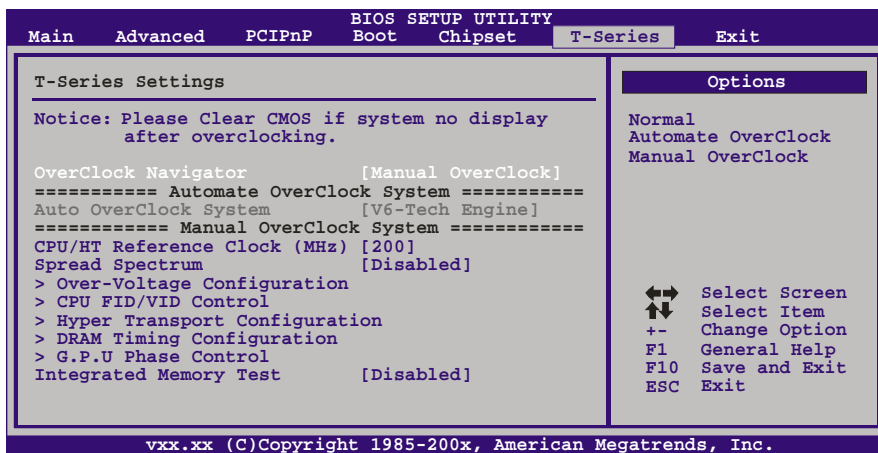 BIOS SETUP UTILITY
Main Advanced PCIPnP Boot Chipset T-Series Exit
T-Series Settings
Notice: Please Clear CMOS if system no display
after overclocking.
OverClock Navigator [Manual OverClock]
=========== Automate OverClock System ===========
Auto OverClock System [V6-Tech Engine]
============ Manual OverClock System ============
CPU/HT Reference Clock (MHz) [200]
Spread Spectrum [Disabled]
> Over-Voltage Configuration
> CPU FID/VID Control
> Hyper Transport Configuration
> DRAM Timing Configuration
> G.P.U Phase Control
Integrated Memory Test [Disabled]
Options
Normal
Automate OverClock
Manual OverClock
Select Screen
Select Item
+- Change Option
F1 General Help
F10 Save and Exit
ESC Exit
vxx.xx (C)Copyright 1985-200x, American Megatrends, Inc.